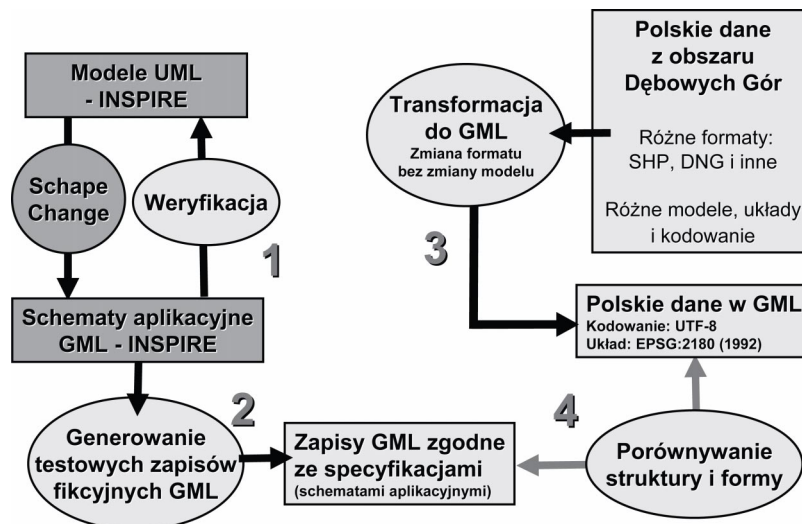 Modele UML
- INSPIRE
Schape
Change
Weryfikacja
1
Schematy aplikacyjne
GML - INSPIRE
2
Generowanie
testowych zapisów
fikcyjnych GML
Zapisy GML zgodne
ze specyfikacjami
(schematami aplikacyjnymi)
Polskie dane
z obszaru
Dębowych Gór
Różne formaty:
SHP, DNG i inne
Różne modele, układy
i kodowanie
Transformacja
do GML
Zmiana formatu
bez zmiany modelu
3
Polskie dane w GML
Kodowanie: UTF-8
Układ: EPSG:2180 (1992)
4
Porównywanie
struktury i formy